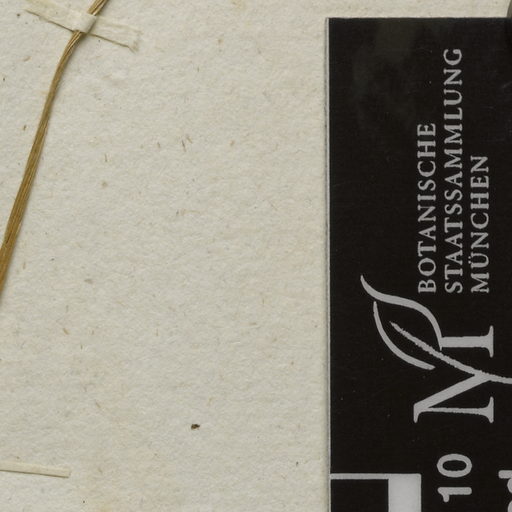 BOTANISCHE
STAATSSAMMLUNG
MÜNCHEN
M
10